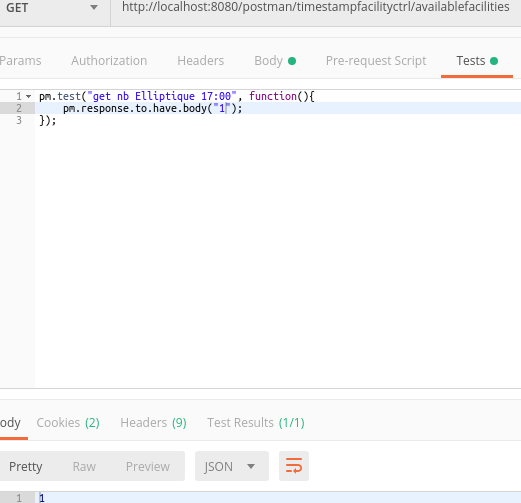 GET http://localhost:8080/postman/timestampfacilityctrl/availablefacilities
Params Authorization Headers Body Pre-request Script Tests
1 pm.test("get nb Elliptique 17:00", function(){
2 pm.response.to.have.body("1");
3 });
ody Cookies (2) Headers (9) Test Results (1/1)
Pretty Raw Preview JSON
1 1